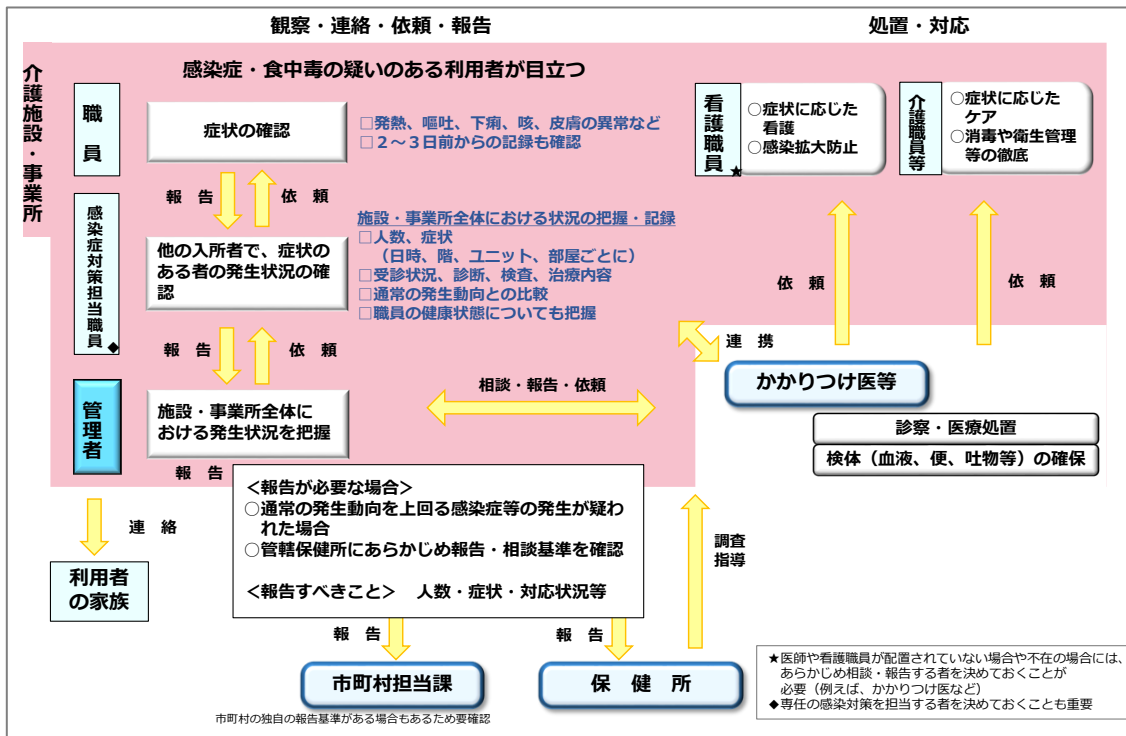 観察・連絡・依頼・報告
処置・対応
介護施設・事業所
感染症・食中毒の疑いのある利用者が目立つ
職員
症状の確認
□発熱、嘔吐、下痢、咳、皮膚の異常など
□２～３日前からの記録も確認
看護職員★
○症状に応じた
看護
○感染拡大防止
介護職員等
○症状に応じた
ケア
○消毒や衛生管理
等の徹底
報 告
依 頼
感染症対策担当職員◆
他の入所者で、症状の
ある者の発生状況の確
認
施設・事業所全体における状況の把握・記録
□人数、症状
（日時、階、ユニット、部屋ごとに）
□受診状況、診断、検査、治療内容
□通常の発生動向との比較
□職員の健康状態についても把握
依 頼
依 頼
報 告
依 頼
連 携
かかりつけ医等
管理者
施設・事業所全体に
おける発生状況を把握
相談・報告・依頼
診察・医療処置
検体（血液、便、吐物等）の確保
報 告
＜報告が必要な場合＞
○通常の発生動向を上回る感染症等の発生が疑わ
れた場合
○管轄保健所にあらかじめ報告・相談基準を確認
＜報告すべきこと＞ 人数・症状・対応状況等
連 絡
利用者
の家族
調査
指導
報 告
報 告
市町村担当課
保 健 所
市町村の独自の報告基準がある場合もあるため要確認
★医師や看護職員が配置されていない場合や不在の場合には、
あらかじめ相談・報告する者を決めておくことが
必要（例えば、かかりつけ医など）
◆専任の感染対策を担当する者を決めておくことも重要